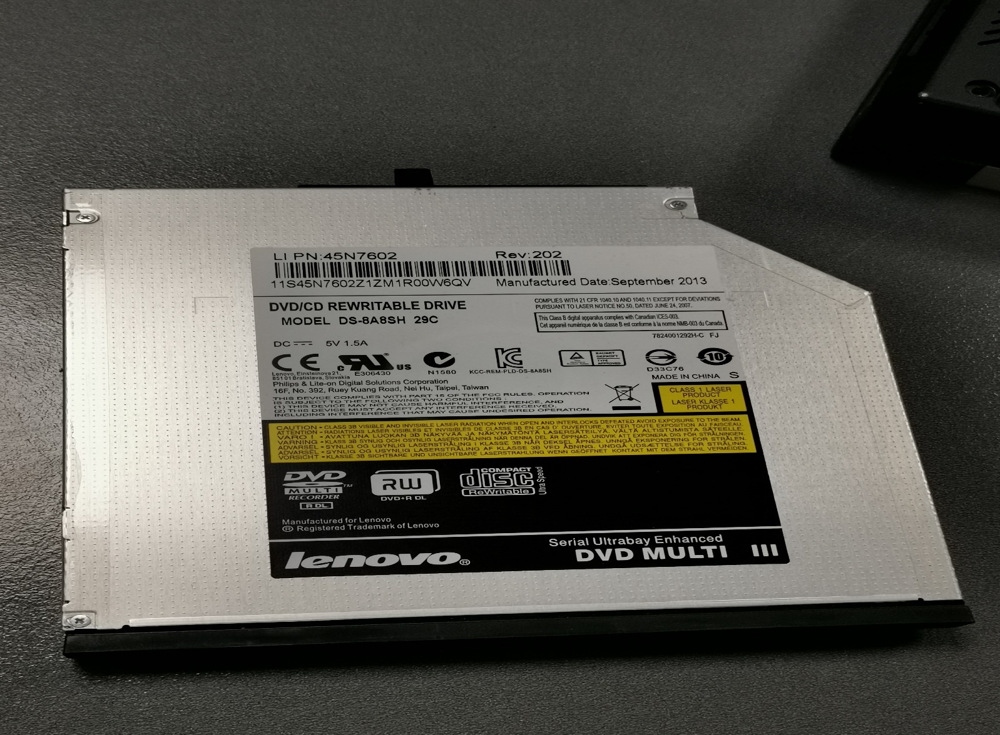 LI PN:45N7602 Rev:202
11S45N7602Z1ZM1R00W6QV Manufactured Date:September 2013
DVD/CD REWRITABLE DRIVE
MODEL DS-8A8SH 29C
COMPLIES WITH 21 CFR 1040.10 AND 1040.11 EXCEPT FOR DEVIATIONS
PURSUANT TO LASER NOTICE NO.50, DATED JUNE 24, 2007.
This Class B digital apparatus complies with Canadian ICES-003.
Cet appareil numérique de la classe B est conforme à la norme NMB-003 du Canada.
7824001292H-C FJ
DC 5V 1.5A
CE c RU ® US
Lenovo, Einsteinova 21,
85101 Bratislava, Slovakia
E306430
N1580
KC
KCC-REM-PLD-DS-8A8SH
BAUART
GEPRÜFT
TYPE
APPROVED
D33C76
10
MADE IN CHINA S
Philips & Lite-on Digital Solutions Corporation
16F, No. 392, Ruey Kuang Road, Nei Hu, Taipei, Taiwan
THIS DEVICE COMPLIES WITH PART 15 OF THE FCC RULES. OPERATION
IS SUBJECT TO THE FOLLOWING TWO CONDITIONS :
(1) THIS DEVICE MAY NOT CAUSE HARMFUL INTERFERENCE, AND
(2) THIS DEVICE MUST ACCEPT ANY INTERFERENCE RECEIVED,
INCLUDING INTERFERENCE THAT MAY CAUSE UNDESIRED OPERATION.
CLASS 1 LASER
PRODUCT
LASER KLASSE 1
PRODUKT
CAUTION - CLASS 3B VISIBLE AND INVISIBLE LASER RADIATION WHEN OPEN AND INTERLOCKS DEFEATED AVOID EXPOSURE TO THE BEAM.
ATTENTION - RADIATIONS LASER VISIBLES ET INVISIBLES DE CLASSE 3B EN CAS D' OUVERTURE, EVITER TOUTE EXPOSITION AU FAISCEAU.
VARO ! - AVATTUNA LUOKAN 3B NÄKYVÄÄ JA NÄKYMÄTÖNTÄ LASERSÄTEILYÄ. VÄLTÄ ALTISTUMISTA SÄTEELLE.
VARNING - KLASS 3B SYNLIG OCH OSYNLIG LASERSTRÅLNING NÄR DENNA DEL ÄR ÖPPNAD. UNDVIK ATT EXPONERA DIG FÖR STRÅLNINGEN.
ADVARSEL - SYNLIG OG USYNLIG LASERSTRÅLING I KLASSE 3B NÅR DEKSEL ÅPNES. UNNGÅ EKSPONERING FOR STRÅLEN.
ADVARSEL - SYNLIG OG USYNLIG LASERSTRÅLING AF KLASSE 3B VED ÅBNING. UNDGÅ UDSÆTTELSE FOR STRÅLING.
VORSICHT - KLASSE 3B SICHTBARE UND UNSICHTBARE LASERSTRAHLUNG WENN GEÖFFNET KONTAKT MIT DEM STRAHL VERMEIDEN.
DVD
MULTI ™
RECORDER
R DL
RW
DVD+R DL
COMPACT
disc
ReWritable
Ultra Speed
Manufactured for Lenovo
® Registered Trademark of Lenovo
lenovo®
Serial Ultrabay Enhanced
DVD MULTI III